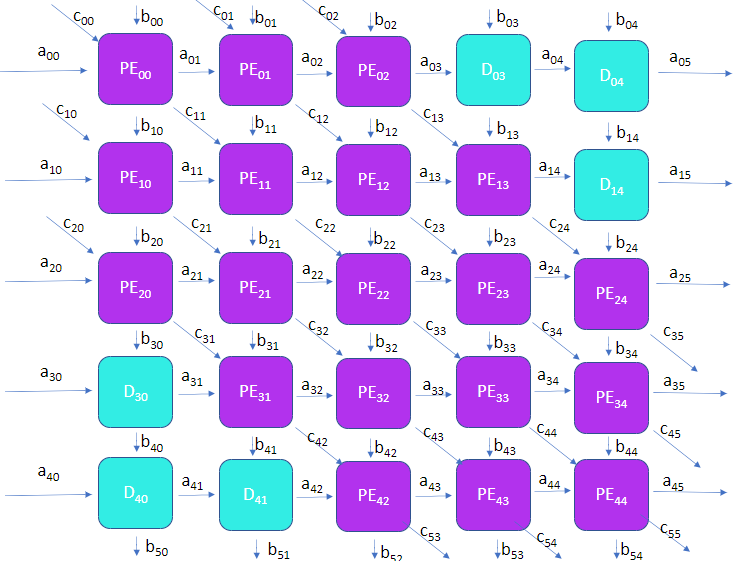 c₀₀ b₀₀ c₀₁ b₀₁ c₀₂ b₀₂ b₀₃ b₀₄
a₀₀ PE₀₀ a₀₁ PE₀₁ a₀₂ PE₀₂ a₀₃ D₀₃ a₀₄ D₀₄ a₀₅
c₁₀ b₁₀ c₁₁ b₁₁ c₁₂ b₁₂ c₁₃ b₁₃ b₁₄
a₁₀ PE₁₀ a₁₁ PE₁₁ a₁₂ PE₁₂ a₁₃ PE₁₃ a₁₄ D₁₄ a₁₅
c₂₀ b₂₀ c₂₁ b₂₁ c₂₂ b₂₂ c₂₃ b₂₃ c₂₄ b₂₄
a₂₀ PE₂₀ a₂₁ PE₂₁ a₂₂ PE₂₂ a₂₃ PE₂₃ a₂₄ PE₂₄ a₂₅
b₃₀ c₃₁ b₃₁ c₃₂ b₃₂ c₃₃ b₃₃ c₃₄ b₃₄ c₃₅
a₃₀ D₃₀ a₃₁ PE₃₁ a₃₂ PE₃₂ a₃₃ PE₃₃ a₃₄ PE₃₄ a₃₅
b₄₀ b₄₁ c₄₂ b₄₂ c₄₃ b₄₃ c₄₄ b₄₄ c₄₅
a₄₀ D₄₀ a₄₁ D₄₁ a₄₂ PE₄₂ a₄₃ PE₄₃ a₄₄ PE₄₄ a₄₅
b₅₀ b₅₁ b₅₂ c₅₃ b₅₃ c₅₄ b₅₄ c₅₅